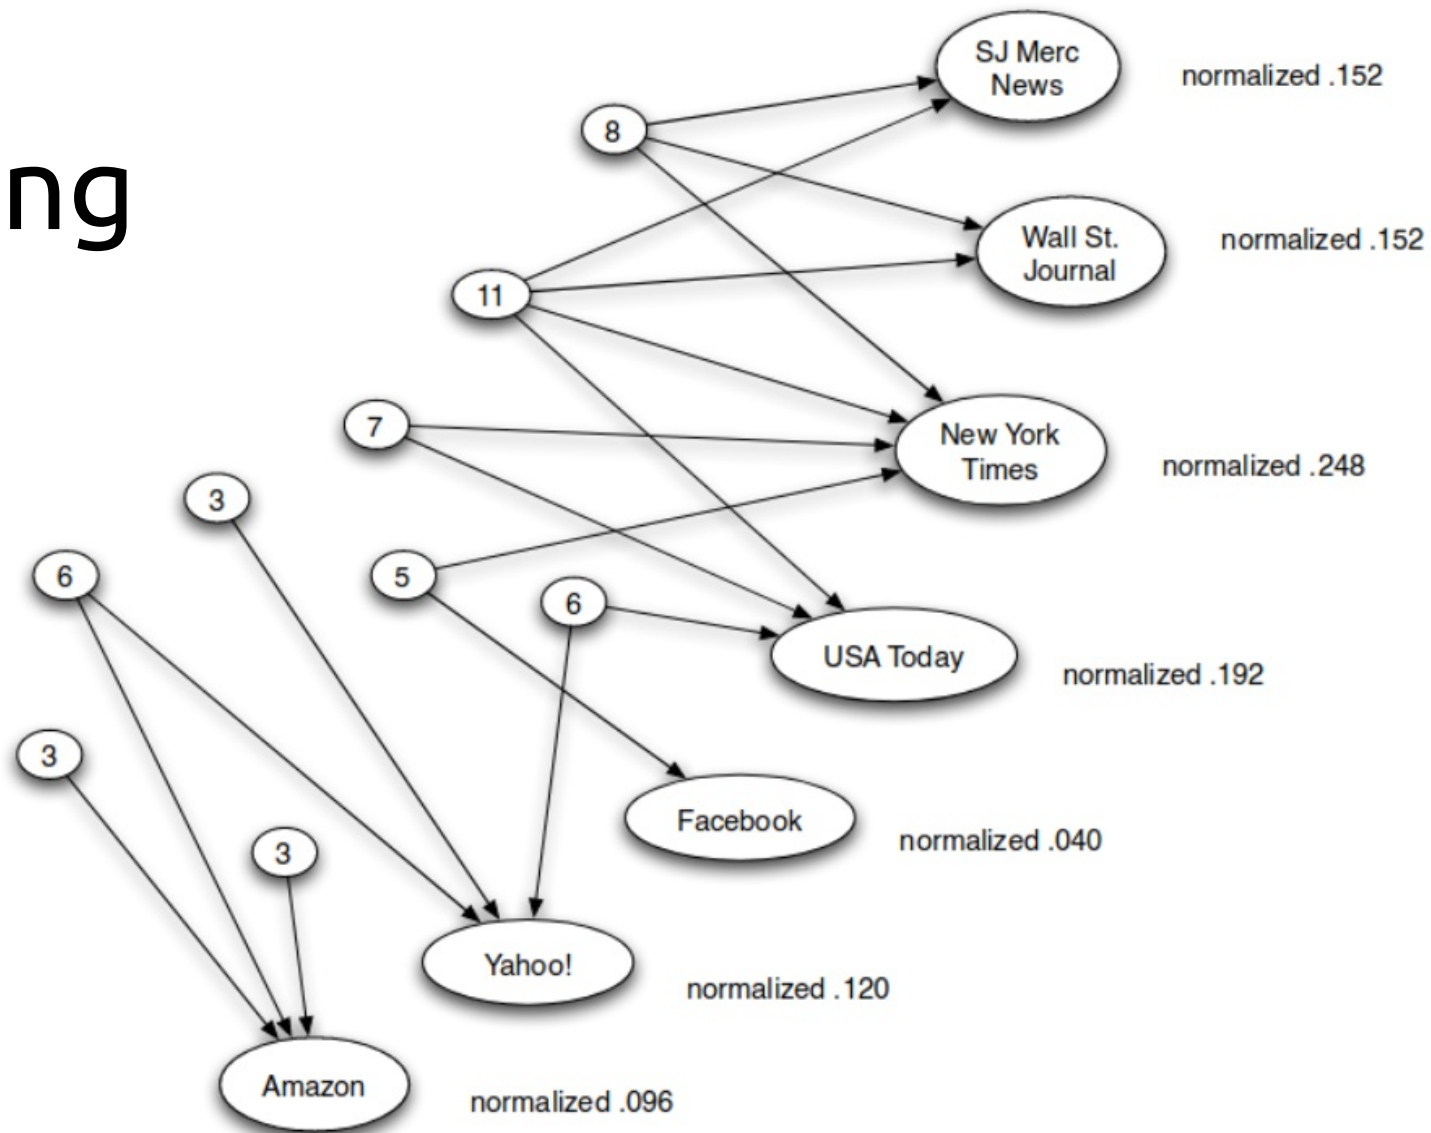 ng
SJ Merc
News
normalized .152
8
Wall St.
Journal
normalized .152
11
7
New York
Times
normalized .248
3
6
5
6
USA Today
normalized .192
3
Facebook
normalized .040
3
Yahoo!
normalized .120
Amazon
normalized .096